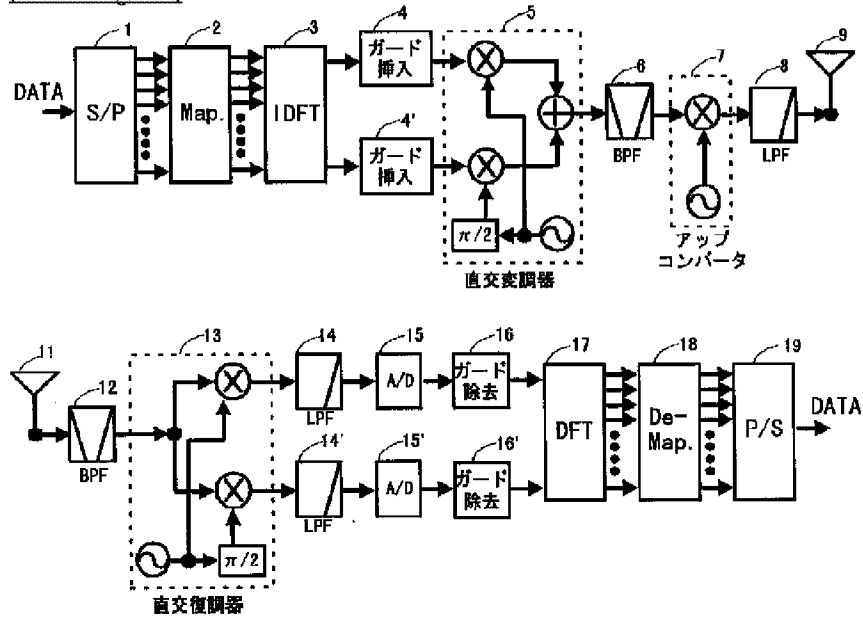 1
2
3
4
5
6
7
8
9
DATA
S/P
Map.
IDFT
ガード
挿入
4'
ガード
挿入
π/2
直交変調器
BPF
アップ
コンバータ
LPF
11
12
13
14
15
16
17
18
19
BPF
LPF
A/D
ガード
除去
14'
15'
16'
LPF
A/D
ガード
除去
π/2
直交復調器
DFT
De-
Map.
P/S
DATA